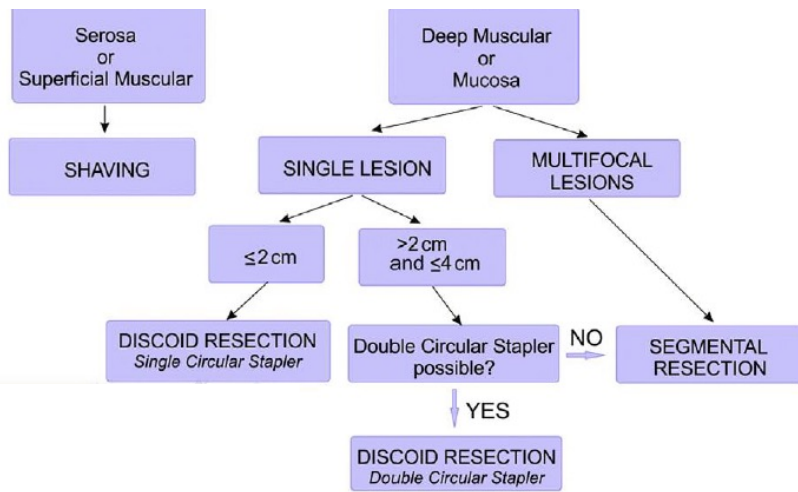 Serosa
or
Superficial Muscular
Deep Muscular
or
Mucosa
SHAVING
SINGLE LESION
MULTIFOCAL
LESIONS
≤2 cm
>2 cm
and ≤4 cm
DISCOID RESECTION
Single Circular Stapler
Double Circular Stapler
possible?
NO
SEGMENTAL
RESECTION
YES
DISCOID RESECTION
Double Circular Stapler